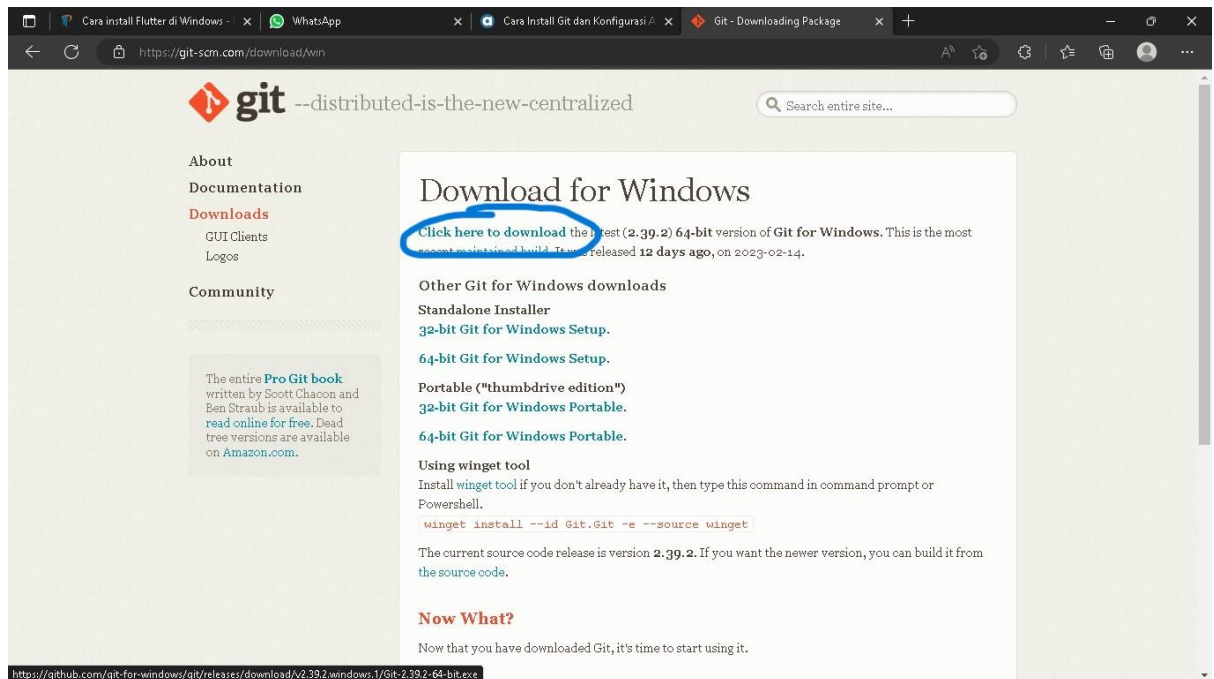 Cara install Flutter di Windows -
WhatsApp
Cara Install Git dan Konfigurasi A
Git - Downloading Package
https://git-scm.com/download/win
git --distributed-is-the-new-centralized
Search entire site...
About
Documentation
Downloads
GUI Clients
Logos
Community
The entire Pro Git book
written by Scott Chacon and
Ben Straub is available to
read online for free. Dead
tree versions are available
on Amazon.com.
Download for Windows
Click here to download the latest (2.39.2) 64-bit version of Git for Windows. This is the most
recent maintained build. It was released 12 days ago, on 2023-02-14.
Other Git for Windows downloads
Standalone Installer
32-bit Git for Windows Setup.
64-bit Git for Windows Setup.
Portable ("thumbdrive edition")
32-bit Git for Windows Portable.
64-bit Git for Windows Portable.
Using winget tool
Install winget tool if you don't already have it, then type this command in command prompt or
Powershell.
winget install --id Git.Git -e --source winget
The current source code release is version 2.39.2. If you want the newer version, you can build it from
the source code.
Now What?
Now that you have downloaded Git, it's time to start using it.
https://github.com/git-for-windows/git/releases/download/v2.39.2.windows.1/Git-2.39.2-64-bit.exe